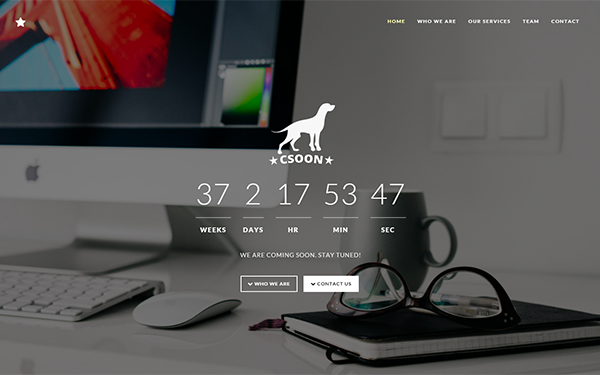 HOME WHO WE ARE OUR SERVICES TEAM CONTACT
CSOON
37 2 17 53 47
WEEKS DAYS HR MIN SEC
WE ARE COMING SOON. STAY TUNED!
WHO WE ARE CONTACT US